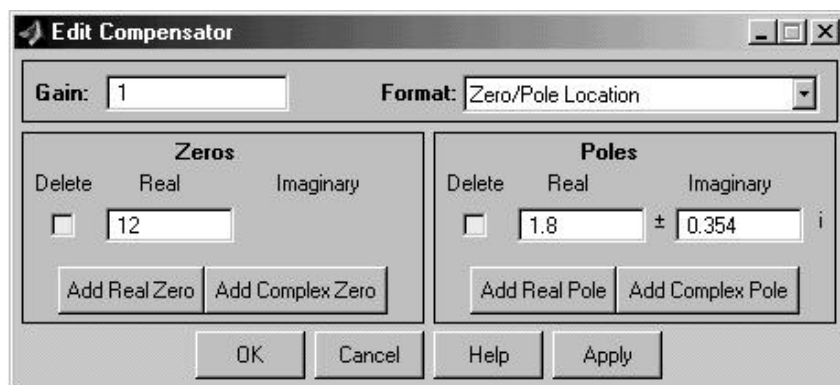 Edit Compensator
Gain: 1 Format: Zero/Pole Location
Zeros
Delete Real Imaginary
12
Add Real Zero Add Complex Zero
Poles
Delete Real Imaginary
1.8 ± 0.354 i
Add Real Pole Add Complex Pole
OK Cancel Help Apply